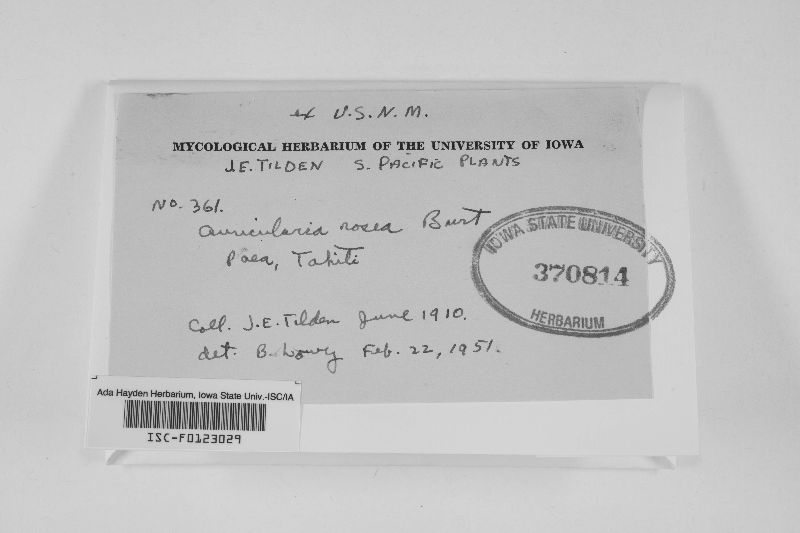 ex U.S.N.M.
MYCOLOGICAL HERBARIUM OF THE UNIVERSITY OF IOWA
J.E. TILDEN S. PACIFIC PLANTS
No. 361.
Auricularia rosea Burt
Paea, Tahiti
Coll. J.E. Tilden June 1910.
det. B. Lowy Feb. 22, 1951.
IOWA STATE UNIVERSITY
370814
HERBARIUM
Ada Hayden Herbarium, Iowa State Univ.-ISC/IA
ISC-F0123029